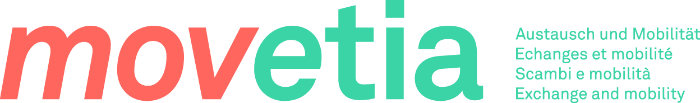 movetia
Austausch und Mobilität
Echanges et mobilité
Scambi e mobilità
Exchange and mobility